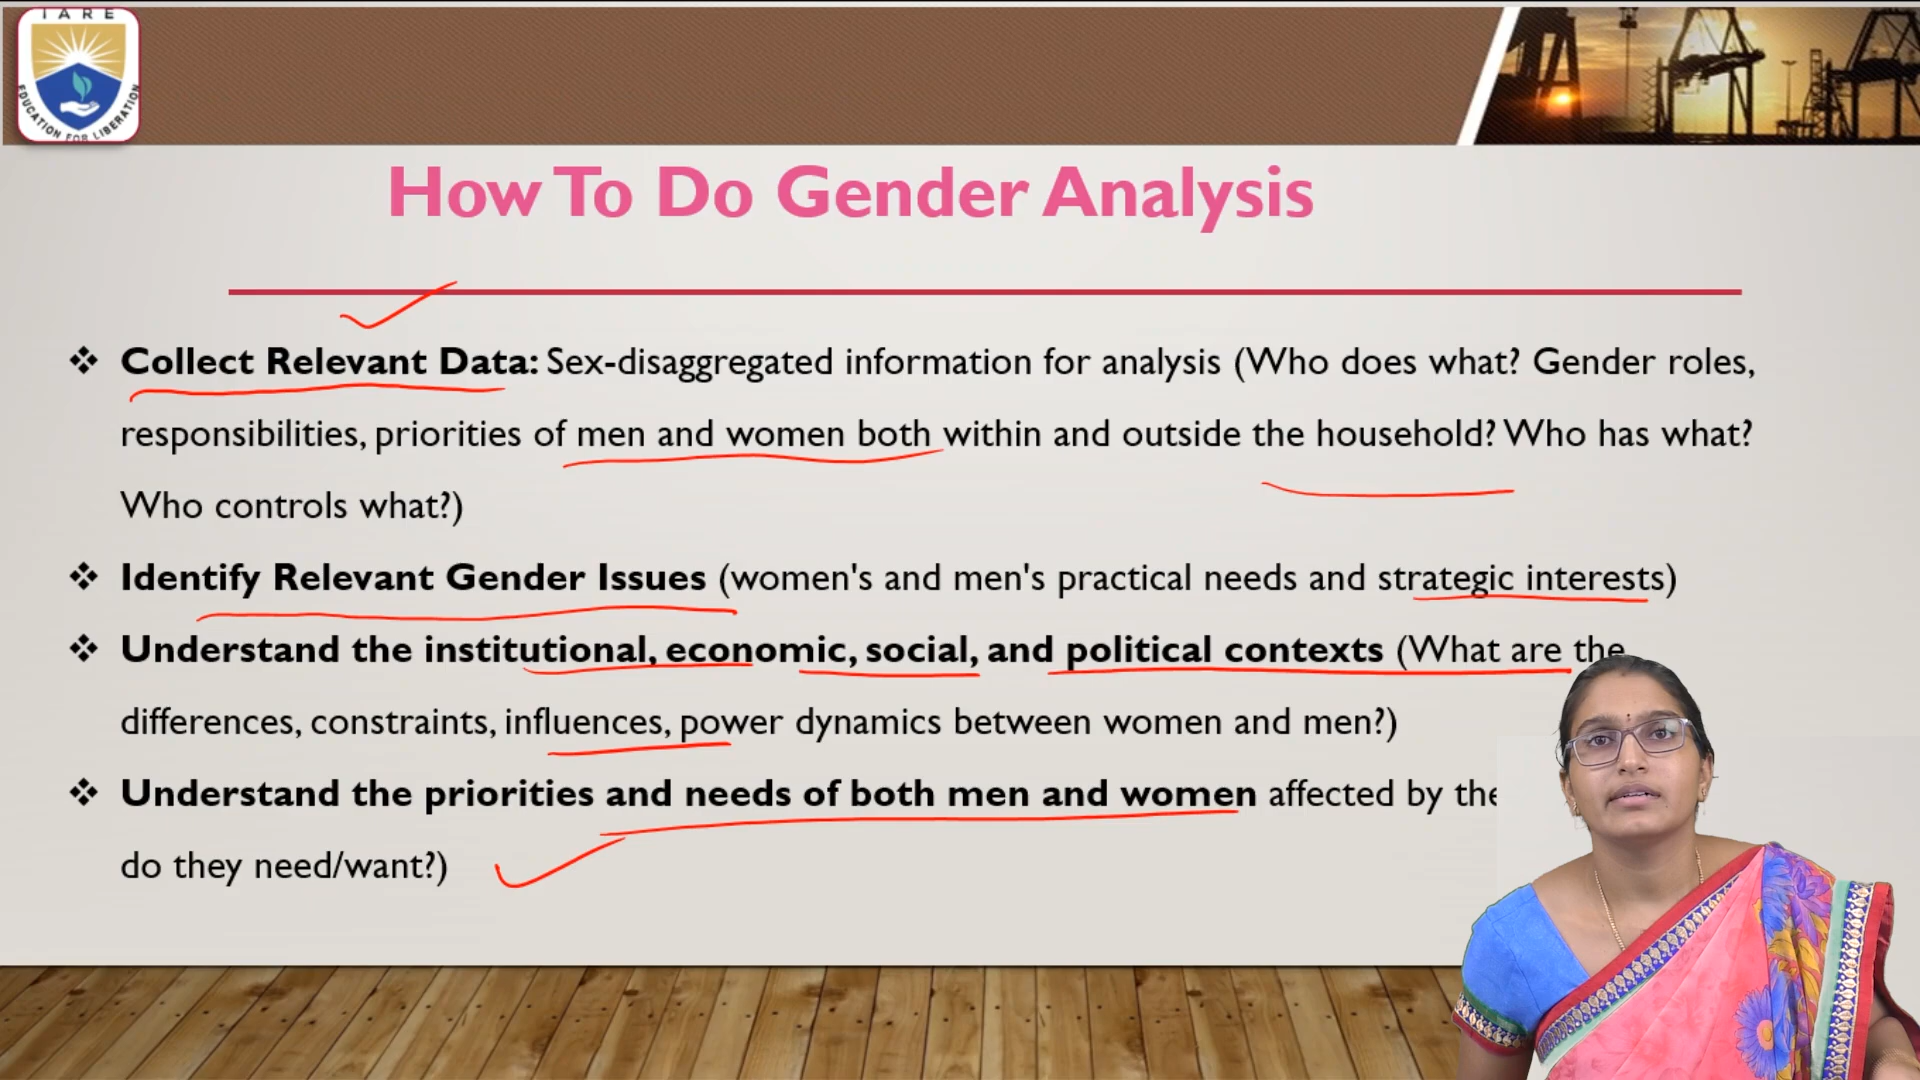 IARE
EDUCATION FOR LIBERATION
How To Do Gender Analysis
❖ Collect Relevant Data: Sex-disaggregated information for analysis (Who does what? Gender roles,
responsibilities, priorities of men and women both within and outside the household? Who has what?
Who controls what?)
❖ Identify Relevant Gender Issues (women's and men's practical needs and strategic interests)
❖ Understand the institutional, economic, social, and political contexts (What are the
differences, constraints, influences, power dynamics between women and men?)
❖ Understand the priorities and needs of both men and women affected by the
do they need/want?)